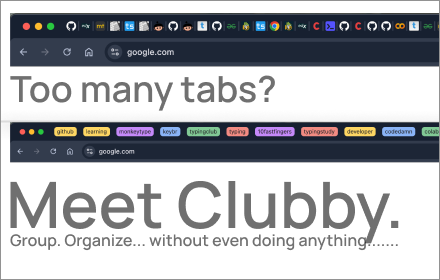 google.com
Too many tabs?
github learning monkeytype keybr typingclub typing 10fastfingers typingstudy developer codedamn colab
google.com
Meet Clubby.
Group. Organize... without even doing anything.......